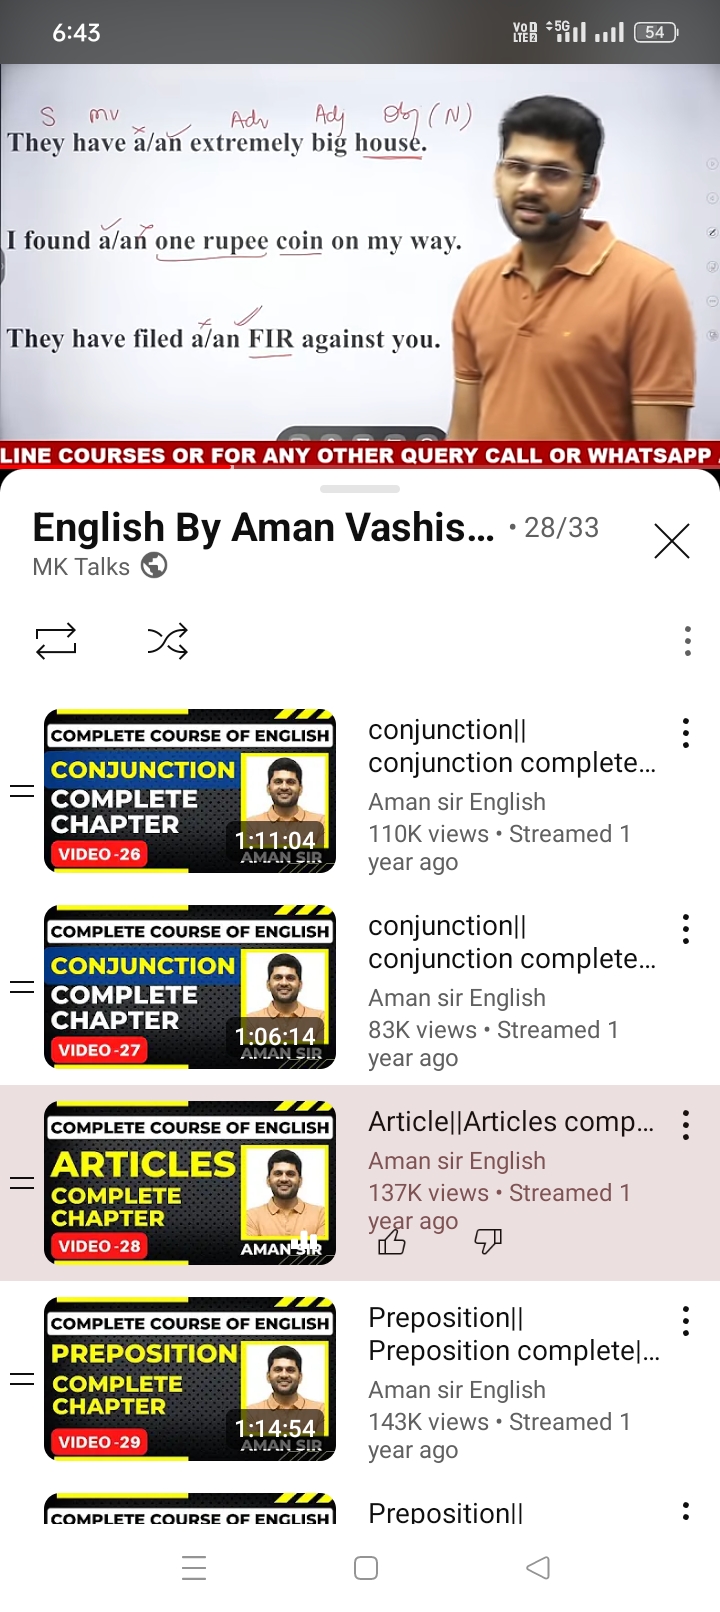 6:43
VoD LTE2 5G 54
S mv Adv Adj Obj (N)
They have a/an extremely big house.
I found a/an one rupee coin on my way.
They have filed a/an FIR against you.
LINE COURSES OR FOR ANY OTHER QUERY CALL OR WHATSAPP
English By Aman Vashis... • 28/33
MK Talks
COMPLETE COURSE OF ENGLISH
CONJUNCTION
COMPLETE
CHAPTER
VIDEO -26
1:11:04
AMAN SIR
conjunction||
conjunction complete...
Aman sir English
110K views • Streamed 1
year ago
COMPLETE COURSE OF ENGLISH
CONJUNCTION
COMPLETE
CHAPTER
VIDEO -27
1:06:14
AMAN SIR
conjunction||
conjunction complete...
Aman sir English
83K views • Streamed 1
year ago
COMPLETE COURSE OF ENGLISH
ARTICLES
COMPLETE
CHAPTER
VIDEO -28
AMAN SIR
Article||Articles comp...
Aman sir English
137K views • Streamed 1
year ago
COMPLETE COURSE OF ENGLISH
PREPOSITION
COMPLETE
CHAPTER
VIDEO -29
1:14:54
AMAN SIR
Preposition||
Preposition complete|...
Aman sir English
143K views • Streamed 1
year ago
COMPLETE COURSE OF ENGLISH
Preposition||